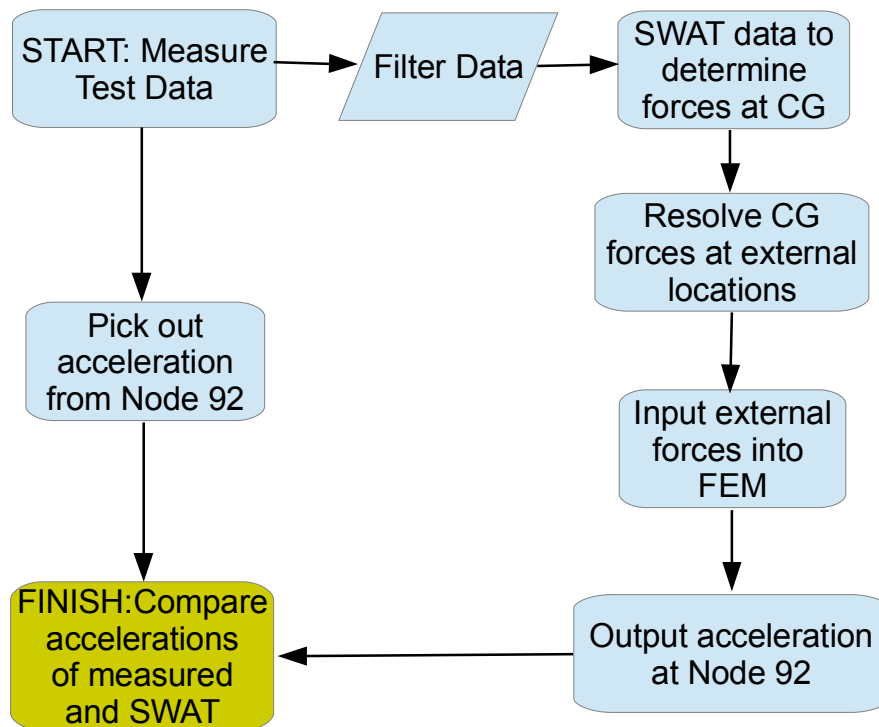 START: Measure
Test Data
Filter Data
SWAT data to
determine
forces at CG
Resolve CG
forces at external
locations
Pick out
acceleration
from Node 92
Input external
forces into
FEM
FINISH:Compare
accelerations
of measured
and SWAT
Output acceleration
at Node 92